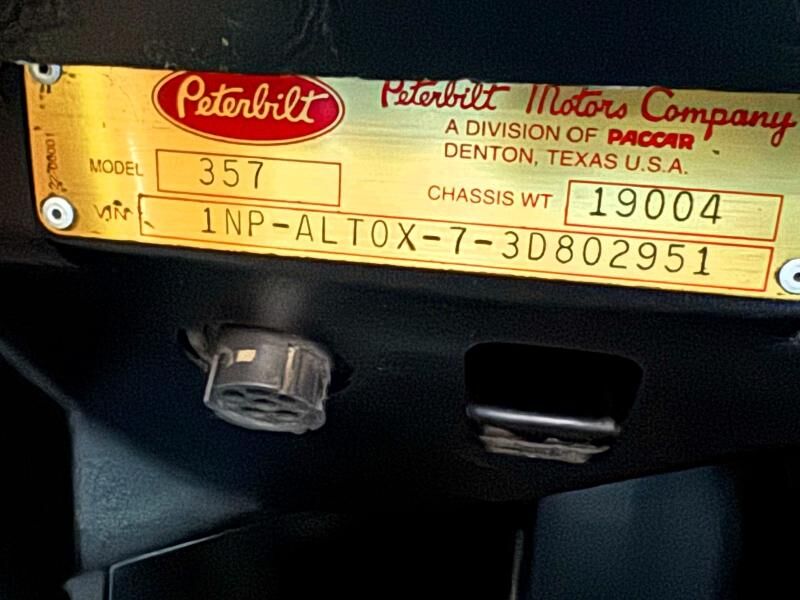 Peterbilt
Peterbilt Motors Company
A DIVISION OF PACCAR
DENTON, TEXAS U.S.A.
MODEL 357
CHASSIS WT 19004
VIN 1NP-ALT0X-7-3D802951